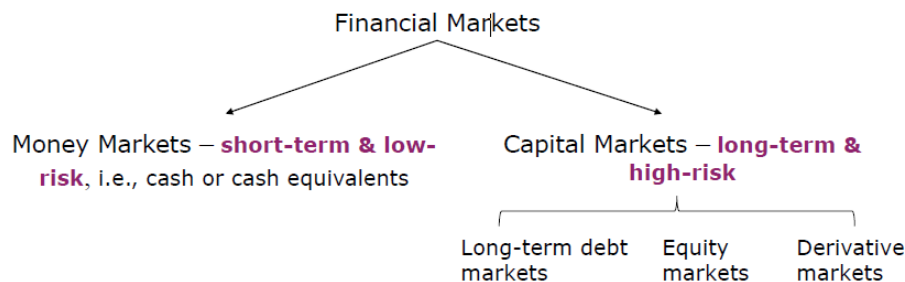 Financial Markets
Money Markets – short-term & low-
risk, i.e., cash or cash equivalents
Capital Markets – long-term &
high-risk
Long-term debt
markets
Equity
markets
Derivative
markets